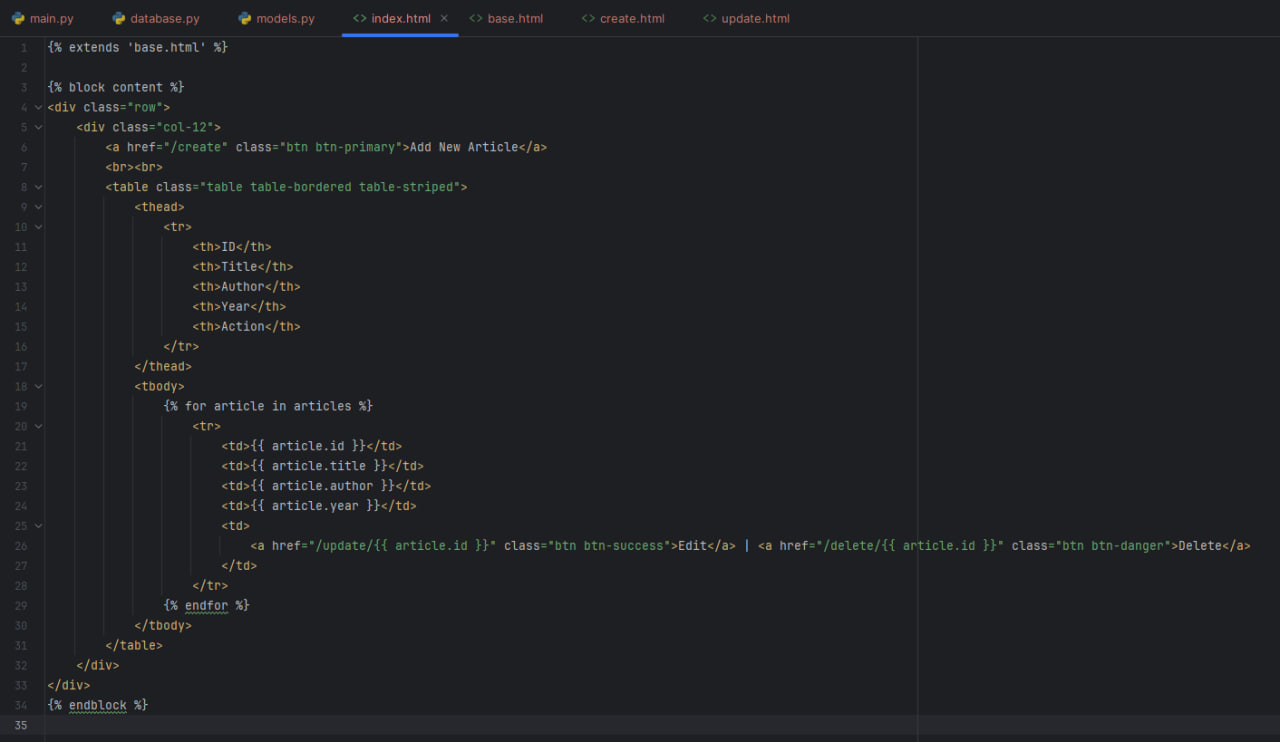 main.py database.py models.py <> index.html × <> base.html <> create.html <> update.html
1 {% extends 'base.html' %}
2
3 {% block content %}
4 <div class="row">
5     <div class="col-12">
6         <a href="/create" class="btn btn-primary">Add New Article</a>
7         <br><br>
8         <table class="table table-bordered table-striped">
9             <thead>
10                 <tr>
11                     <th>ID</th>
12                     <th>Title</th>
13                     <th>Author</th>
14                     <th>Year</th>
15                     <th>Action</th>
16                 </tr>
17             </thead>
18             <tbody>
19                 {% for article in articles %}
20                     <tr>
21                         <td>{{ article.id }}</td>
22                         <td>{{ article.title }}</td>
23                         <td>{{ article.author }}</td>
24                         <td>{{ article.year }}</td>
25                         <td>
26                             <a href="/update/{{ article.id }}" class="btn btn-success">Edit</a> | <a href="/delete/{{ article.id }}" class="btn btn-danger">Delete</a>
27                         </td>
28                     </tr>
29                 {% endfor %}
30             </tbody>
31         </table>
32     </div>
33 </div>
34 {% endblock %}
35